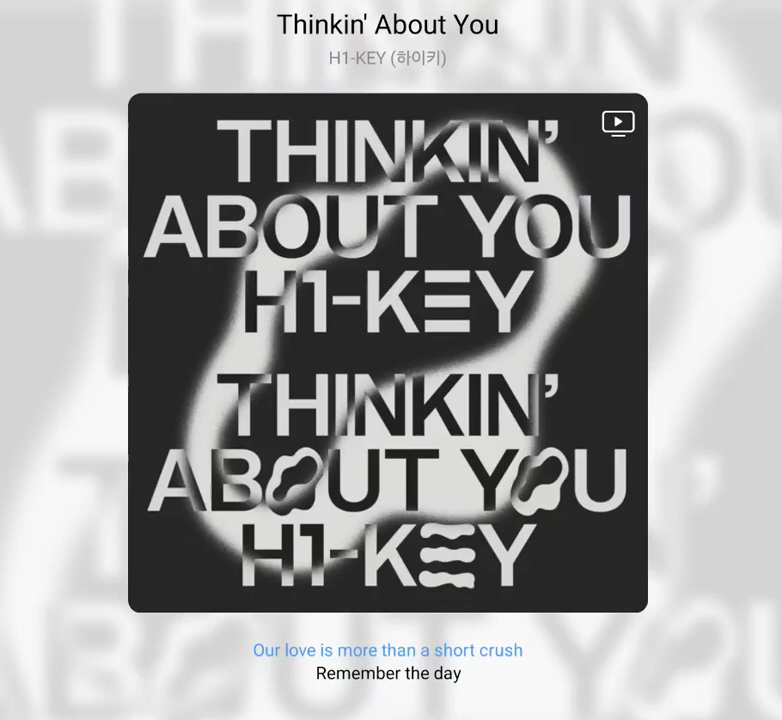 Thinkin' About You
H1-KEY (하이키)
THINKIN’
ABOUT YOU
H1-KEY
THINKIN’
ABOUT YOU
H1-KEY
Our love is more than a short crush
Remember the day